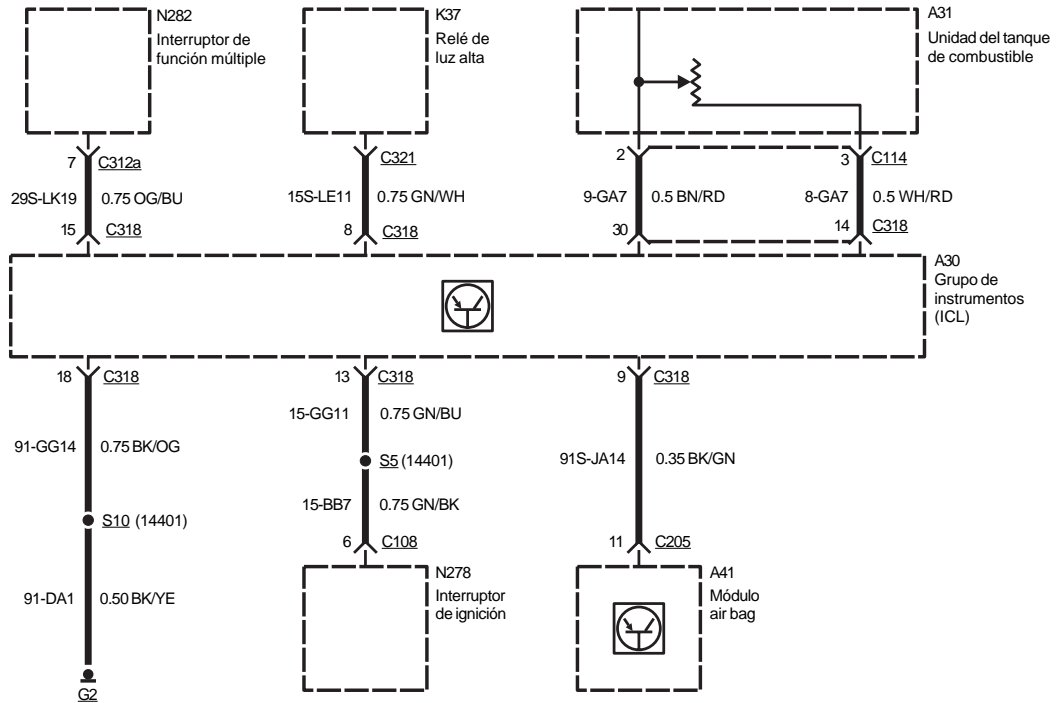 N282
Interruptor de
función múltiple
K37
Relé de
luz alta
A31
Unidad del tanque
de combustible
7 C312a
C321
2
3 C114
29S-LK19 0.75 OG/BU
15S-LE11 0.75 GN/WH
9-GA7 0.5 BN/RD
8-GA7 0.5 WH/RD
15 C318
8 C318
30
14 C318
A30
Grupo de
instrumentos
(ICL)
18 C318
13 C318
9 C318
15-GG11 0.75 GN/BU
91-GG14 0.75 BK/OG
S5 (14401)
91S-JA14 0.35 BK/GN
15-BB7 0.75 GN/BK
S10 (14401)
6 C108
11 C205
N278
Interruptor
de ignición
A41
Módulo
air bag
91-DA1 0.50 BK/YE
G2